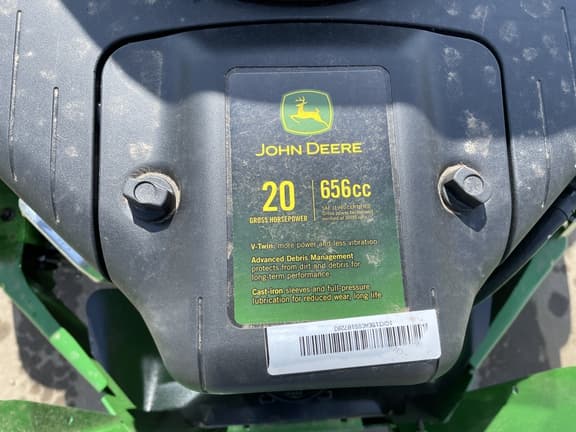 JOHN DEERE
20
GROSS HORSEPOWER
656cc
V-Twin: more power and less vibration.
Advanced Debris Management
protects from dirt and debris for
long-term performance.
Cast-iron sleeves and full-pressure
lubrication for reduced wear, long life.